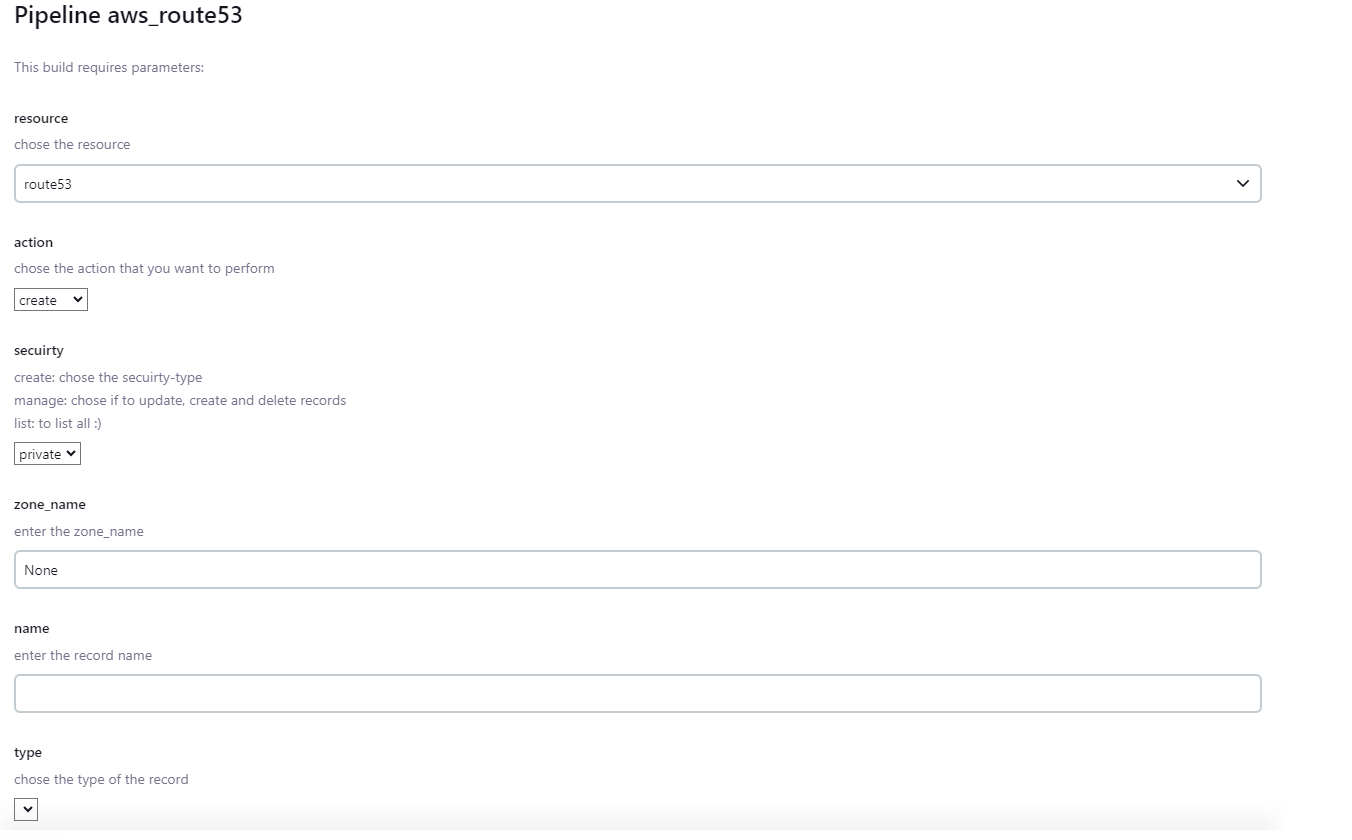 Pipeline aws_route53
This build requires parameters:
resource
chose the resource
route53
action
chose the action that you want to perform
create
secuirty
create: chose the secuirty-type
manage: chose if to update, create and delete records
list: to list all :)
private
zone_name
enter the zone_name
None
name
enter the record name
type
chose the type of the record